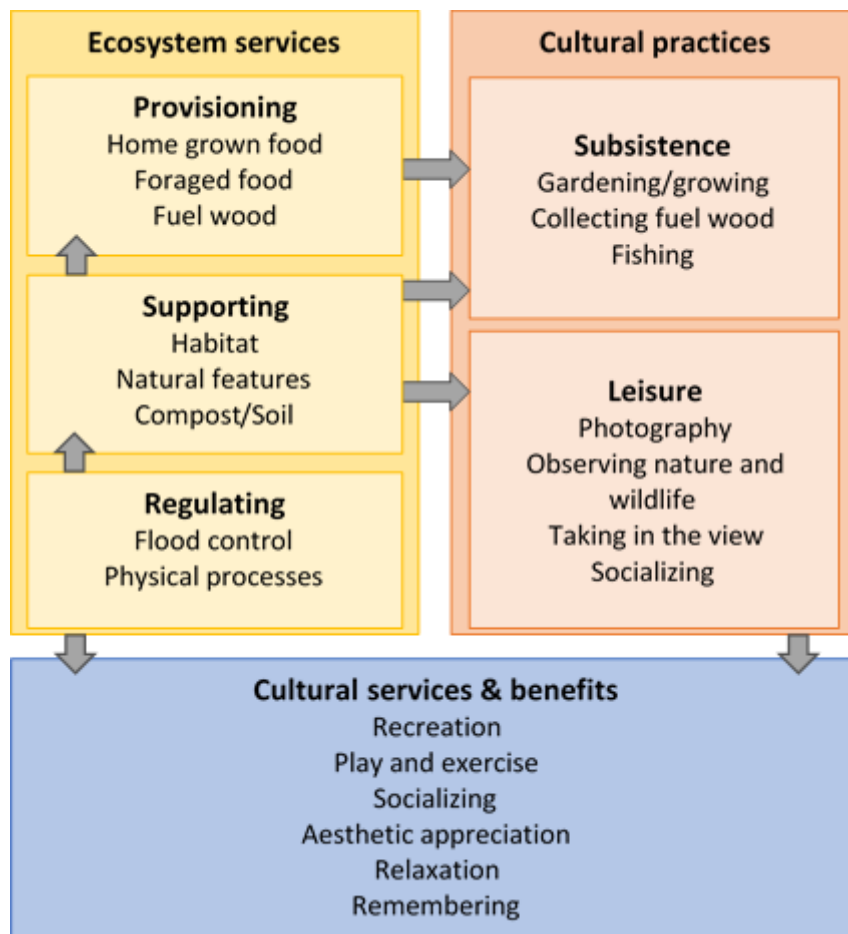 Ecosystem services
Provisioning
Home grown food
Foraged food
Fuel wood
Supporting
Habitat
Natural features
Compost/Soil
Regulating
Flood control
Physical processes
Cultural practices
Subsistence
Gardening/growing
Collecting fuel wood
Fishing
Leisure
Photography
Observing nature and
wildlife
Taking in the view
Socializing
Cultural services & benefits
Recreation
Play and exercise
Socializing
Aesthetic appreciation
Relaxation
Remembering